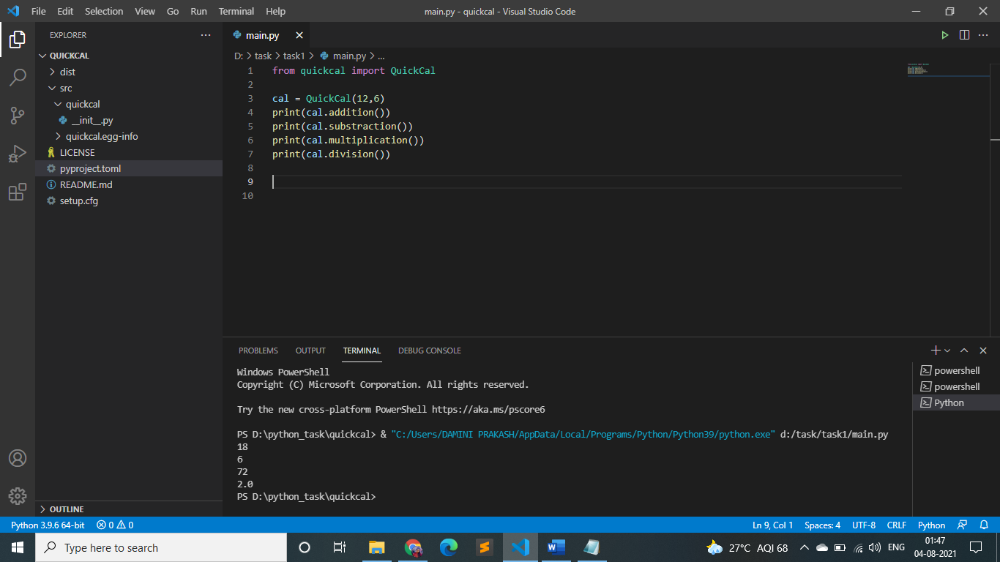 File Edit Selection View Go Run Terminal Help
main.py - quickcal - Visual Studio Code
EXPLORER
QUICKCAL
dist
src
quickcal
__init__.py
quickcal.egg-info
LICENSE
pyproject.toml
README.md
setup.cfg
OUTLINE
main.py
D: > task > task1 > main.py > ...
1 from quickcal import QuickCal
2
3 cal = QuickCal(12,6)
4 print(cal.addition())
5 print(cal.substraction())
6 print(cal.multiplication())
7 print(cal.division())
8
9
10
PROBLEMS OUTPUT TERMINAL DEBUG CONSOLE
Windows PowerShell
Copyright (C) Microsoft Corporation. All rights reserved.
Try the new cross-platform PowerShell https://aka.ms/pscore6
PS D:\python_task\quickcal> & "C:/Users/DAMINI PRAKASH/AppData/Local/Programs/Python/Python39/python.exe" d:/task/task1/main.py
18
6
72
2.0
PS D:\python_task\quickcal>
powershell
powershell
Python
Python 3.9.6 64-bit 0 0
Ln 9, Col 1 Spaces: 4 UTF-8 CRLF Python
Type here to search
27°C AQI 68
ENG
01:47
04-08-2021